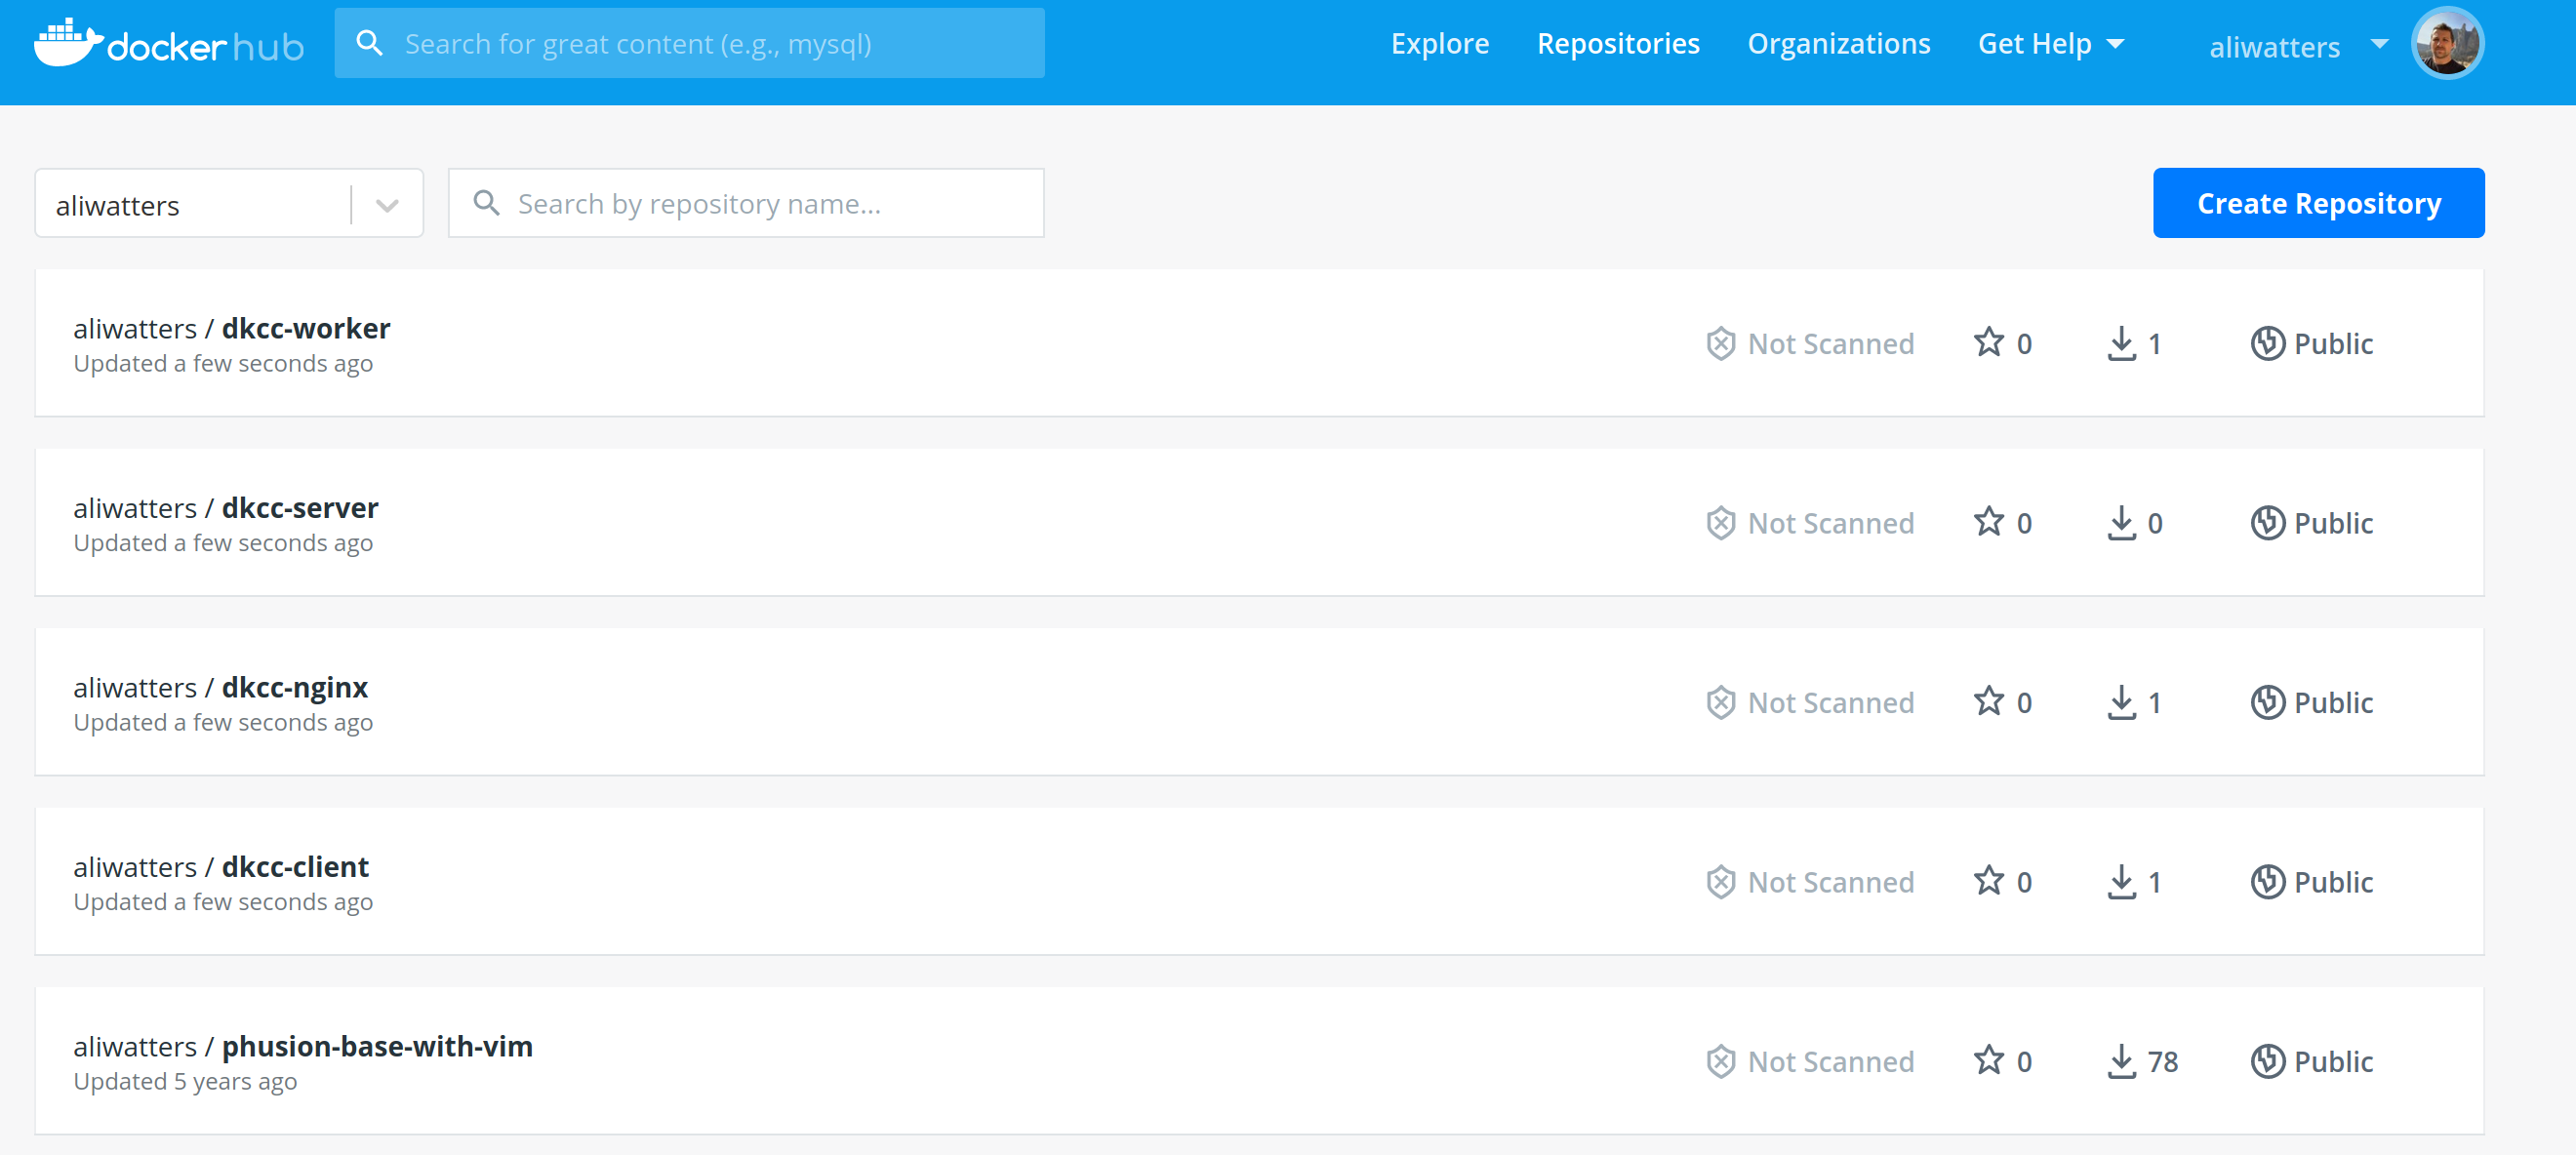 dockerhub Search for great content (e.g., mysql) Explore Repositories Organizations Get Help aliwatters
aliwatters Search by repository name... Create Repository
aliwatters / dkcc-worker
Updated a few seconds ago
Not Scanned 0 1 Public
aliwatters / dkcc-server
Updated a few seconds ago
Not Scanned 0 0 Public
aliwatters / dkcc-nginx
Updated a few seconds ago
Not Scanned 0 1 Public
aliwatters / dkcc-client
Updated a few seconds ago
Not Scanned 0 1 Public
aliwatters / phusion-base-with-vim
Updated 5 years ago
Not Scanned 0 78 Public